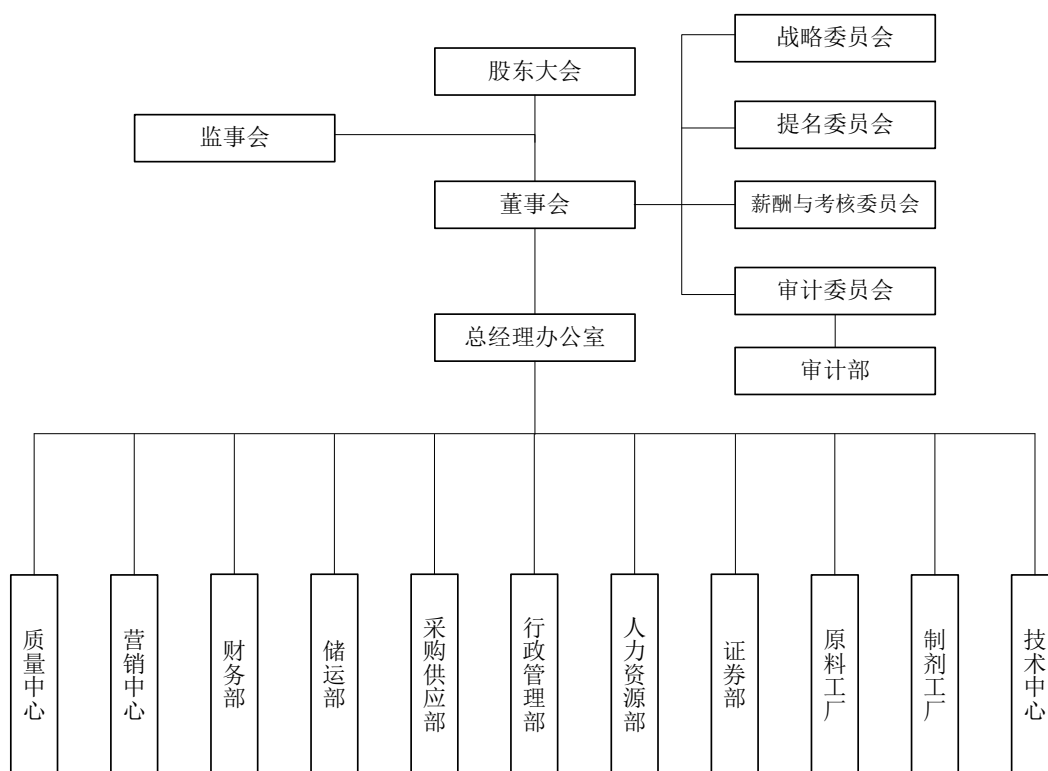 战略委员会
股东大会
提名委员会
监事会
董事会
薪酬与考核委员会
审计委员会
总经理办公室
审计部
质量中心
营销中心
财务部
储运部
采购供应部
行政管理部
人力资源部
证券部
原料工厂
制剂工厂
技术中心